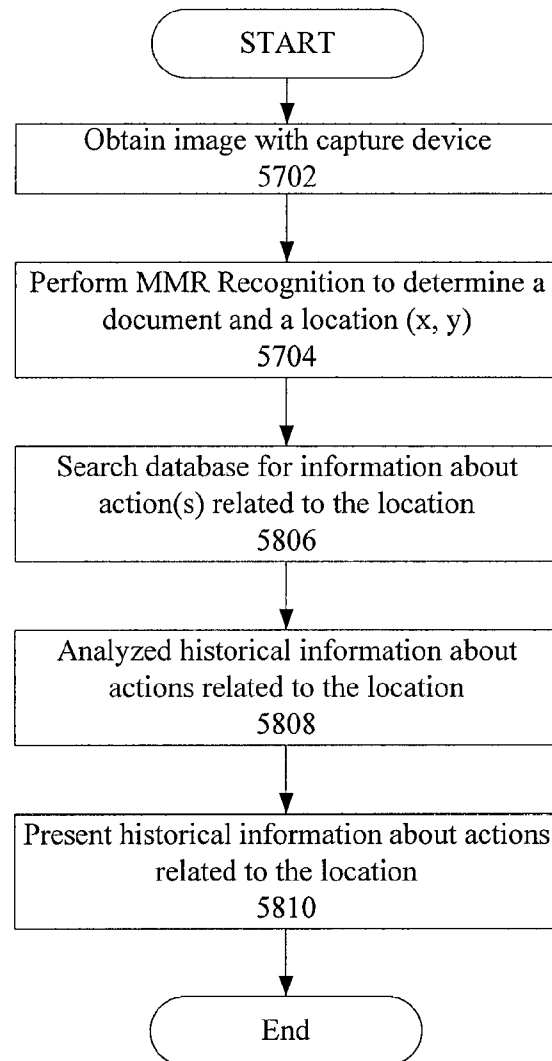 START
Obtain image with capture device
5702
Perform MMR Recognition to determine a
document and a location (x, y)
5704
Search database for information about
action(s) related to the location
5806
Analyzed historical information about
actions related to the location
5808
Present historical information about actions
related to the location
5810
End